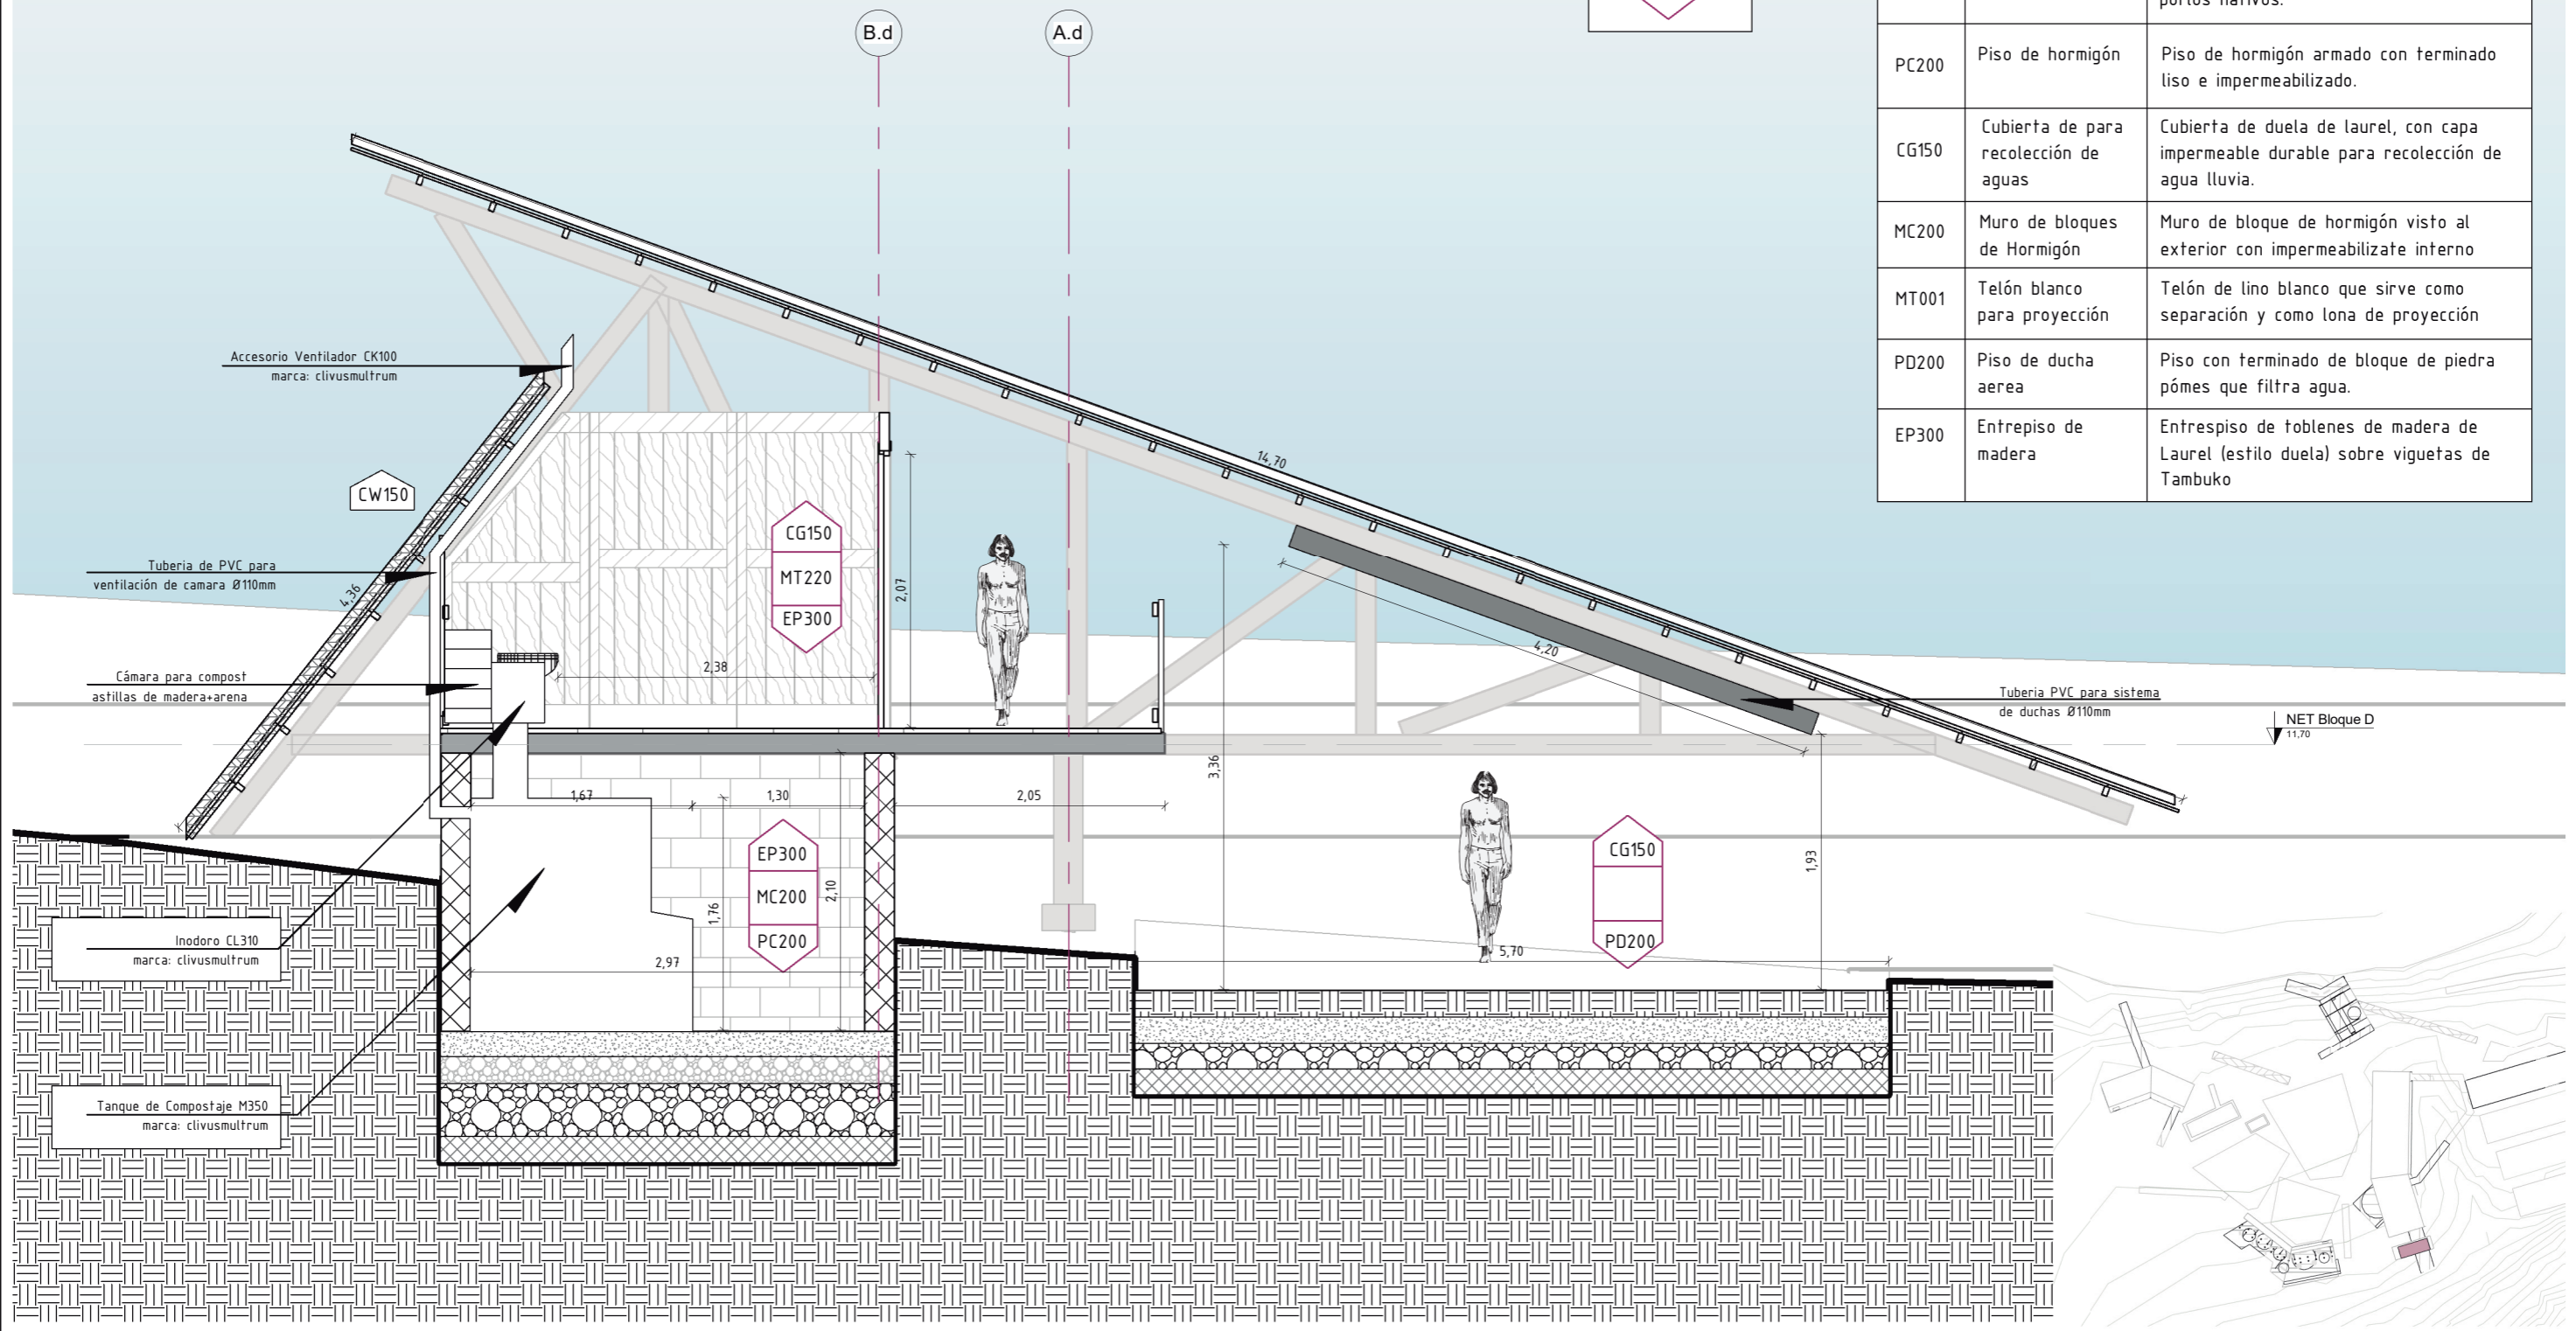 B.d
A.d
Accesorio Ventilador CK100
marca: clivusmultrum
CW150
Tuberia de PVC para
ventilación de camara Ø110mm
4,36
Cámara para compost
astillas de madera+arena
CG150
MT220
EP300
2,07
2,38
14,70
4,20
3,36
Tuberia PVC para sistema
de duchas Ø110mm
NET Bloque D
11,70
1,67
1,30
2,05
EP300
MC200
PC200
1,76
2,10
2,97
CG150
PD200
1,93
5,70
Inodoro CL310
marca: clivusmultrum
Tanque de Compostaje M350
marca: clivusmultrum
PC200
Piso de hormigón
Piso de hormigón armado con terminado
liso e impermeabilizado.
CG150
Cubierta de para
recolección de
aguas
Cubierta de duela de laurel, con capa
impermeable durable para recolección de
agua lluvia.
MC200
Muro de bloques
de Hormigón
Muro de bloque de hormigón visto al
exterior con impermeabilizate interno
MT001
Telón blanco
para proyección
Telón de lino blanco que sirve como
separación y como lona de proyección
PD200
Piso de ducha
aerea
Piso con terminado de bloque de piedra
pómes que filtra agua.
EP300
Entrepiso de
madera
Entrespiso de toblenes de madera de
Laurel (estilo duela) sobre viguetas de
Tambuko